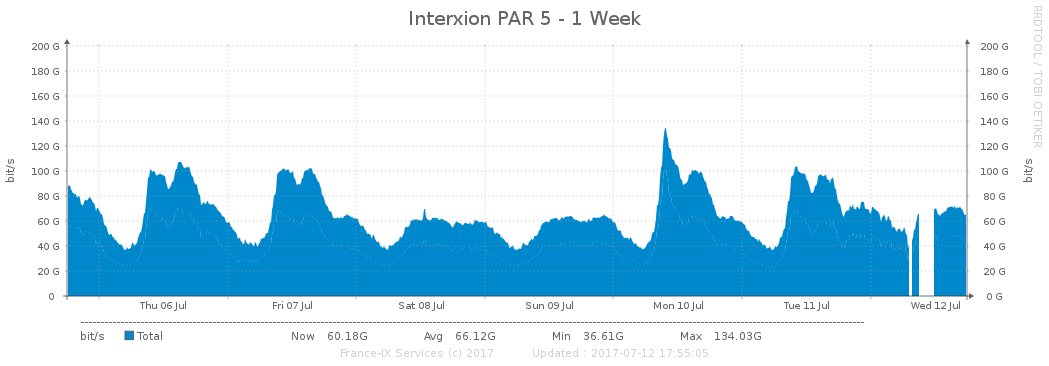 Interxion PAR 5 - 1 Week
RRDTOOL / TOBI OETIKER
bit/s
200 G
180 G
160 G
140 G
120 G
100 G
80 G
60 G
40 G
20 G
0
200 G
180 G
160 G
140 G
120 G
100 G
80 G
60 G
40 G
20 G
0 G
bit/s
Thu 06 Jul Fri 07 Jul Sat 08 Jul Sun 09 Jul Mon 10 Jul Tue 11 Jul Wed 12 Jul
bit/s Total Now 60.18G Avg 66.12G Min 36.61G Max 134.03G
France-IX Services (c) 2017 Updated : 2017-07-12 17:55:05